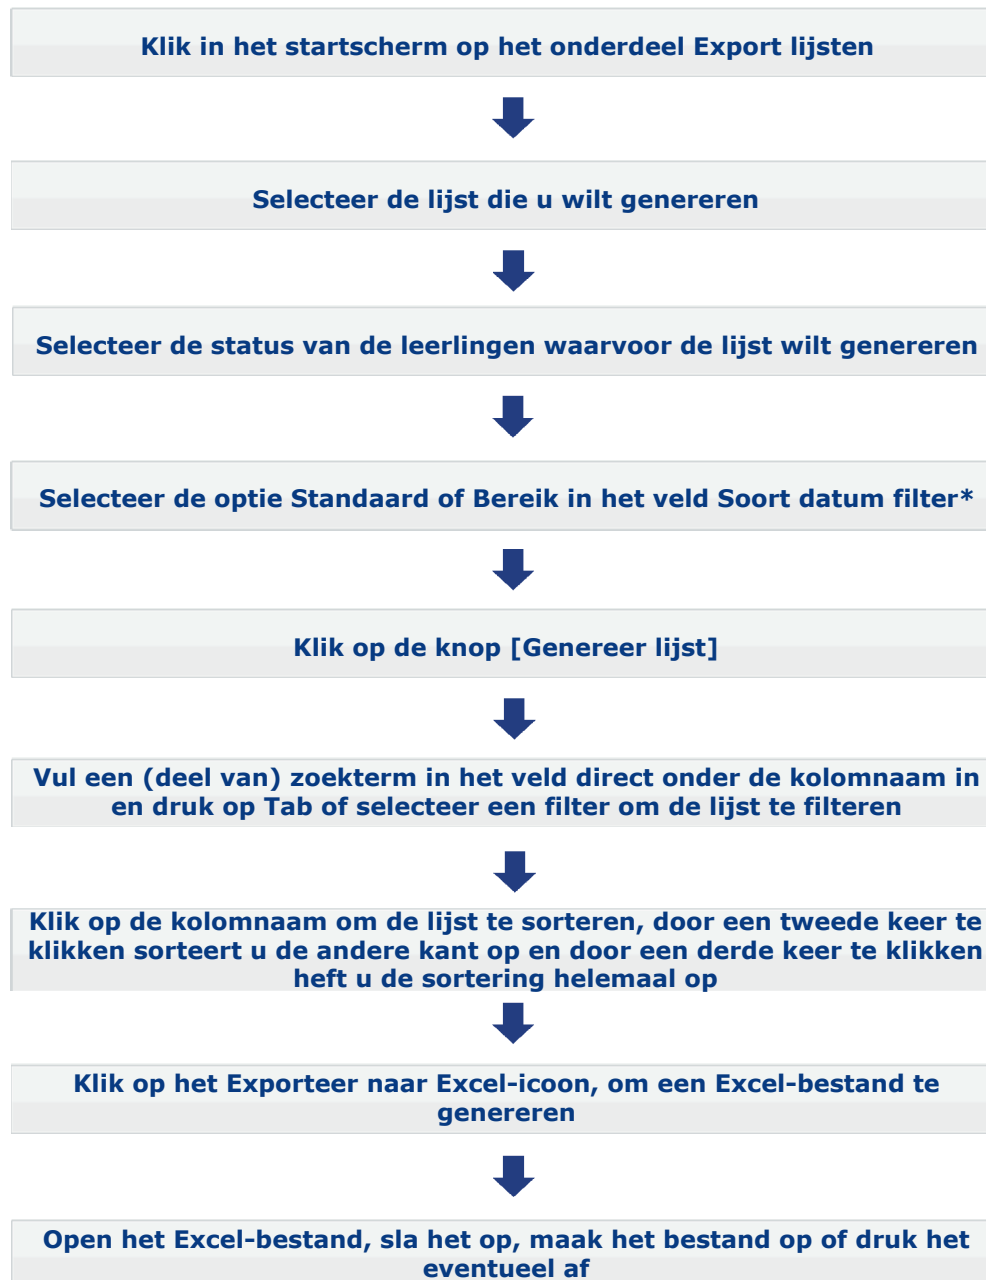 Klik in het startscherm op het onderdeel Export lijsten
Selecteer de lijst die u wilt genereren
Selecteer de status van de leerlingen waarvoor de lijst wilt genereren
Selecteer de optie Standaard of Bereik in het veld Soort datum filter*
Klik op de knop [Genereer lijst]
Vul een (deel van) zoekterm in het veld direct onder de kolomnaam in
en druk op Tab of selecteer een filter om de lijst te filteren
Klik op de kolomnaam om de lijst te sorteren, door een tweede keer te
klikken sorteert u de andere kant op en door een derde keer te klikken
heft u de sortering helemaal op
Klik op het Exporteer naar Excel-icoon, om een Excel-bestand te
genereren
Open het Excel-bestand, sla het op, maak het bestand op of druk het
eventueel af